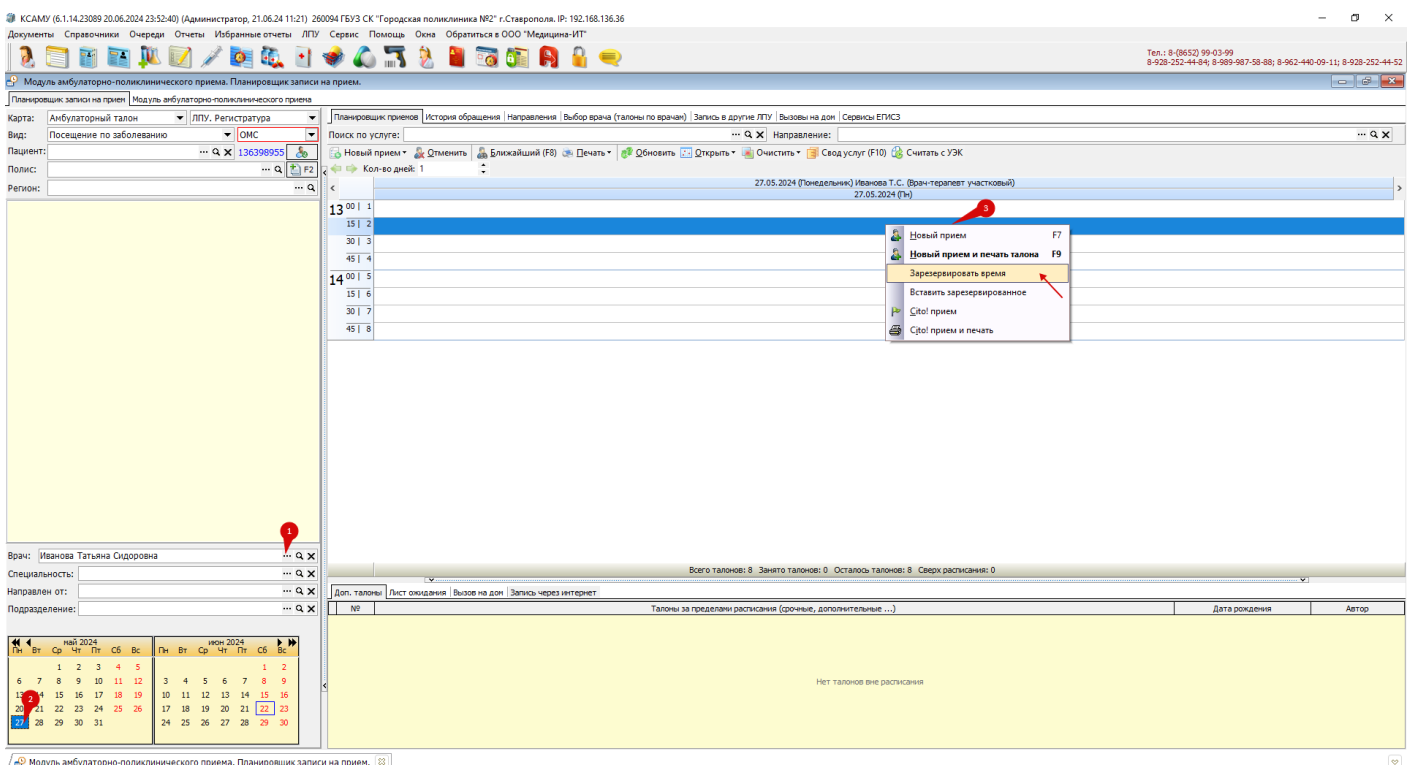 КСАМУ (6.1.14.23089 20.06.2024 23:52:40) (Администратор, 21.06.24 11:21) 260094 ГБУЗ СК "Городская поликлиника №2" г.Ставрополя. IP: 192.168.136.36
Документы Справочники Очереди Отчеты Избранные отчеты ЛПУ Сервис Помощь Окна Обратиться в ООО "Медицина-ИТ"
Тел.: 8-(8652) 99-03-99
8-928-252-44-84; 8-989-987-58-88; 8-962-440-09-11; 8-928-252-44-52
Модуль амбулаторно-поликлинического приема. Планировщик записи на прием.
Планировщик записи на прием Модуль амбулаторно-поликлинического приема
Карта: Амбулаторный талон ЛПУ. Регистратура
Вид: Посещение по заболеванию ОМС
Пациент: 136398955
Полис: F2
Регион:
Планировщик приемов История обращения Направления Выбор врача (талоны по врачам) Запись в другие ЛПУ Вызовы на дом Сервисы ЕГИСЗ
Поиск по услуге: Направление:
Новый прием Отменить Ближайший (F8) Печать Обновить Открыть Очистить Свод услуг (F10) Считать с УЭК
Кол-во дней: 1
27.05.2024 (Понедельник) Иванова Т.С. (Врач-терапевт участковый)
27.05.2024 (Пн)
13 00 | 1
15 | 2
30 | 3
45 | 4
14 00 | 5
15 | 6
30 | 7
45 | 8
3
Новый прием F7
Новый прием и печать талона F9
Зарезервировать время
Вставить зарезервированное
Cito! прием
Cito! прием и печать
1
Врач: Иванова Татьяна Сидоровна
Специальность:
Направлен от:
Подразделение:
Всего талонов: 8 Занято талонов: 0 Осталось талонов: 8 Сверх расписания: 0
Доп. талоны Лист ожидания Вызов на дом Запись через интернет
№ Талоны за пределами расписания (срочные, дополнительные ...) Дата рождения Автор
Нет талонов вне расписания
май 2024
Пн Вт Ср Чт Пт Сб Вс
1 2 3 4 5
6 7 8 9 10 11 12
13 14 15 16 17 18 19
20 21 22 23 24 25 26
27 28 29 30 31
2
июн 2024
Пн Вт Ср Чт Пт Сб Вс
1 2
3 4 5 6 7 8 9
10 11 12 13 14 15 16
17 18 19 20 21 22 23
24 25 26 27 28 29 30
Модуль амбулаторно-поликлинического приема. Планировщик записи на прием.